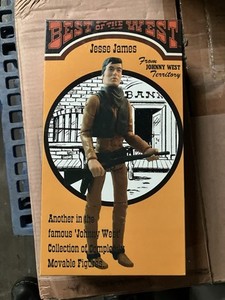 BEST OF THE WEST
Jesse James
From
JOHNNY WEST
Territory
BAN
Another in the
famous 'Johnny West'
Collection of Completely
Movable Figures